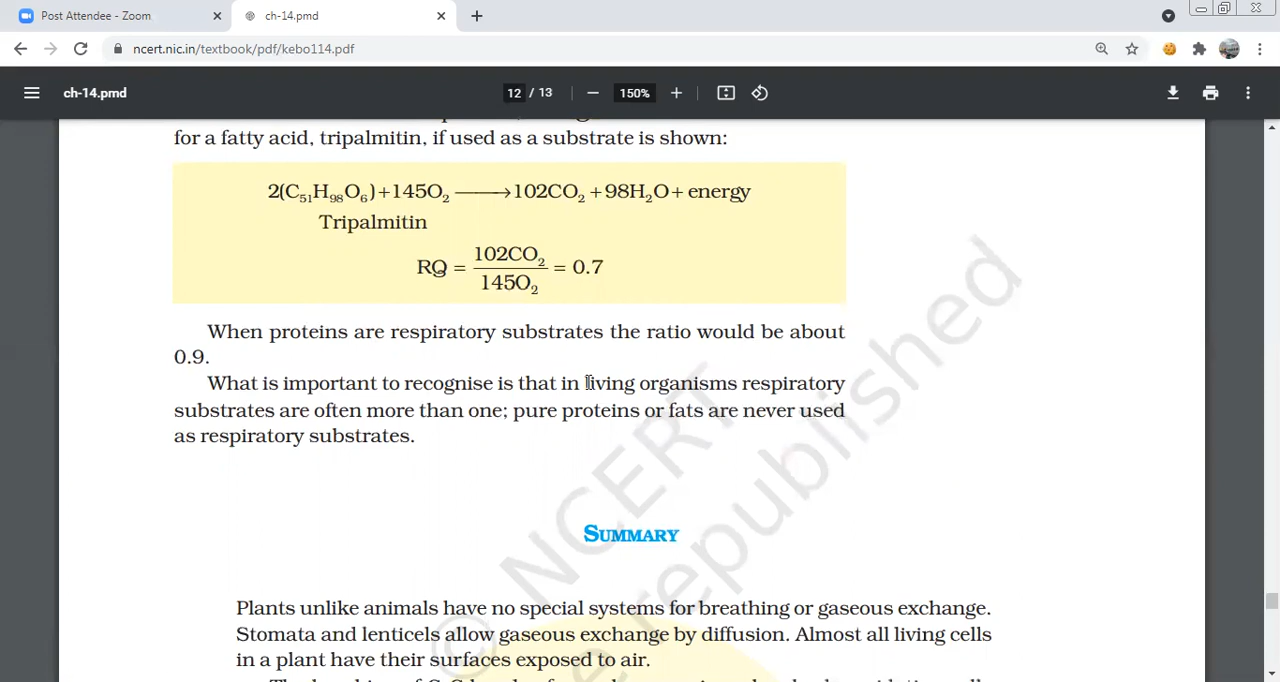 Post Attendee - Zoom
ch-14.pmd
ncert.nic.in/textbook/pdf/kebo114.pdf
ch-14.pmd
12 / 13
150%
for a fatty acid, tripalmitin, if used as a substrate is shown:
2(C₅₁H₉₈O₆)+145O₂ ⟶102CO₂+98H₂O+energy
Tripalmitin
RQ = 102CO₂/145O₂ = 0.7
When proteins are respiratory substrates the ratio would be about
0.9.
What is important to recognise is that in living organisms respiratory
substrates are often more than one; pure proteins or fats are never used
as respiratory substrates.
SUMMARY
Plants unlike animals have no special systems for breathing or gaseous exchange.
Stomata and lenticels allow gaseous exchange by diffusion. Almost all living cells
in a plant have their surfaces exposed to air.
© NCERT
be republished